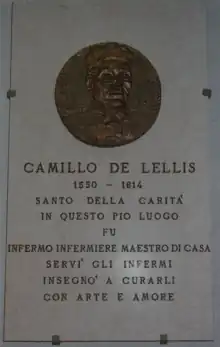 CAMILLO DE LELLIS
1550 - 1614
SANTO DELLA CARITA'
IN QUESTO PIO LUOGO
FU
INFERMO INFERMIERE MAESTRO DI CASA
SERVI' GLI INFERMI
INSEGNO' A CURARLI
CON ARTE E AMORE